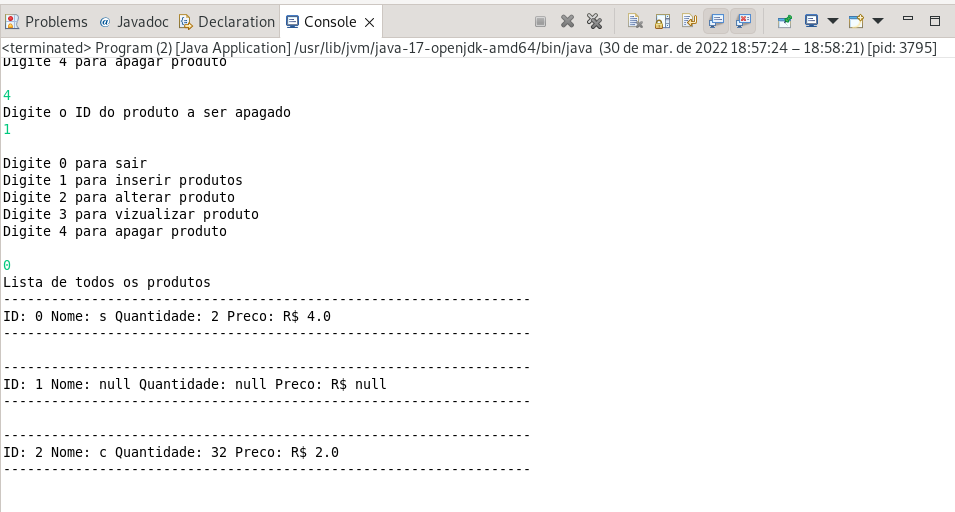 Problems @ Javadoc Declaration Console
<terminated> Program (2) [Java Application] /usr/lib/jvm/java-17-openjdk-amd64/bin/java (30 de mar. de 2022 18:57:24 – 18:58:21) [pid: 3795]
Digite 4 para apagar produto
4
Digite o ID do produto a ser apagado
1
Digite 0 para sair
Digite 1 para inserir produtos
Digite 2 para alterar produto
Digite 3 para vizualizar produto
Digite 4 para apagar produto
0
Lista de todos os produtos
------------------------------------------------------------------
ID: 0 Nome: s Quantidade: 2 Preco: R$ 4.0
------------------------------------------------------------------
------------------------------------------------------------------
ID: 1 Nome: null Quantidade: null Preco: R$ null
------------------------------------------------------------------
------------------------------------------------------------------
ID: 2 Nome: c Quantidade: 32 Preco: R$ 2.0
------------------------------------------------------------------